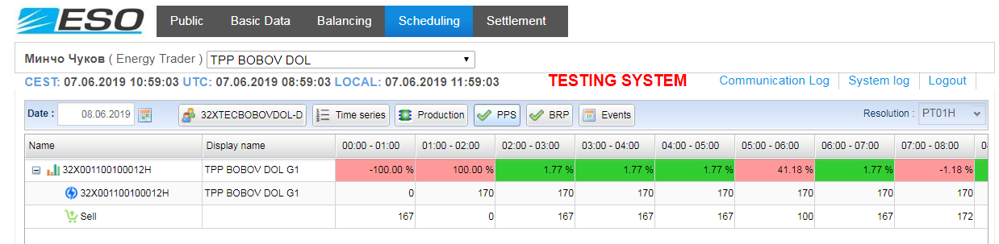 ESO Public Basic Data Balancing Scheduling Settlement
Минчо Чуков ( Energy Trader ) TPP BOBOV DOL
CEST: 07.06.2019 10:59:03 UTC: 07.06.2019 08:59:03 LOCAL: 07.06.2019 11:59:03 TESTING SYSTEM Communication Log System log Logout
Date : 08.06.2019 32XTECBOBOVDOL-D Time series Production PPS BRP Events Resolution : PT01H
Name Display name 00:00 - 01:00 01:00 - 02:00 02:00 - 03:00 03:00 - 04:00 04:00 - 05:00 05:00 - 06:00 06:00 - 07:00 07:00 - 08:00
32X001100100012H TPP BOBOV DOL G1 -100.00 % 100.00 % 1.77 % 1.77 % 1.77 % 41.18 % 1.77 % -1.18 %
32X001100100012H TPP BOBOV DOL G1 0 170 170 170 170 170 170 170
Sell 167 0 167 167 167 100 167 172